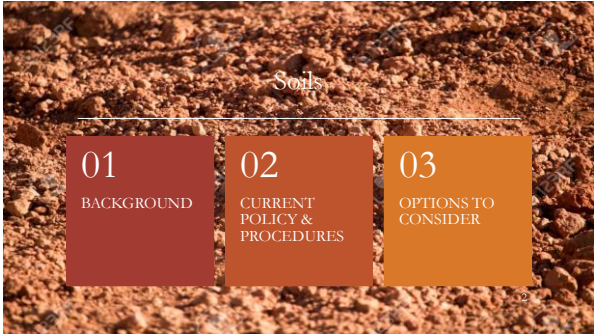 Soils
01
BACKGROUND
02
CURRENT
POLICY &
PROCEDURES
03
OPTIONS TO
CONSIDER
2